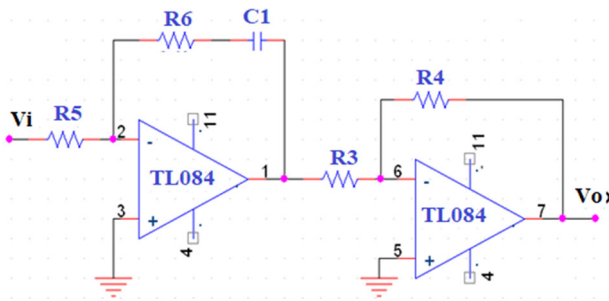 R6 C1
R4
Vi R5 2 - 11
TL084 1 R3 6 - 11
3 + 4
TL084 7 Vo
5 + 4